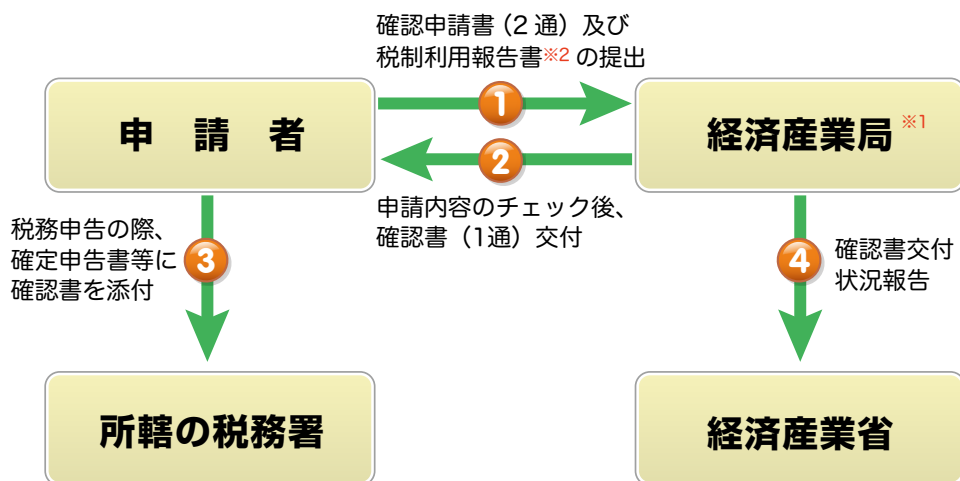 確認申請書（2 通）及び
税制利用報告書※2 の提出
1
申 請 者
経済産業局 ※1
2
申請内容のチェック後、
確認書（1通）交付
税務申告の際、
確定申告書等に
確認書を添付
3
4
確認書交付
状況報告
所轄の税務署
経済産業省